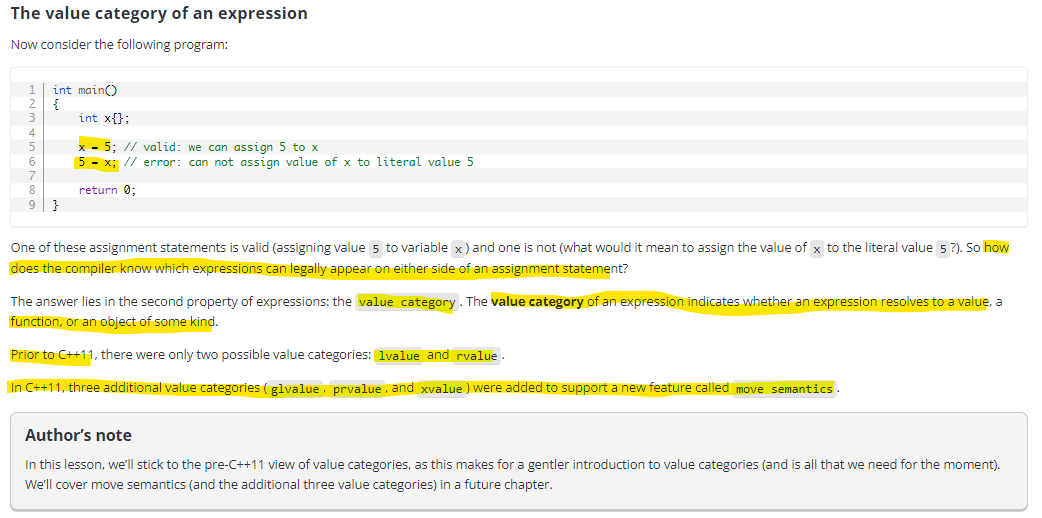 The value category of an expression
Now consider the following program:
1 int main()
2 {
3     int x{};
4
5     x = 5; // valid: we can assign 5 to x
6     5 = x; // error: can not assign value of x to literal value 5
7
8     return 0;
9 }
One of these assignment statements is valid (assigning value 5 to variable x) and one is not (what would it mean to assign the value of x to the literal value 5?). So how
does the compiler know which expressions can legally appear on either side of an assignment statement?
The answer lies in the second property of expressions: the value category. The value category of an expression indicates whether an expression resolves to a value, a
function, or an object of some kind.
Prior to C++11, there were only two possible value categories: lvalue and rvalue.
In C++11, three additional value categories (glvalue, prvalue, and xvalue) were added to support a new feature called move semantics.
Author’s note
In this lesson, we’ll stick to the pre-C++11 view of value categories, as this makes for a gentler introduction to value categories (and is all that we need for the moment).
We’ll cover move semantics (and the additional three value categories) in a future chapter.